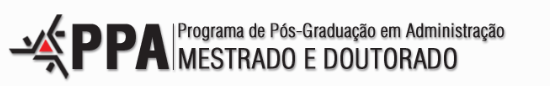 PPA
Programa de Pós-Graduação em Administração
MESTRADO E DOUTORADO